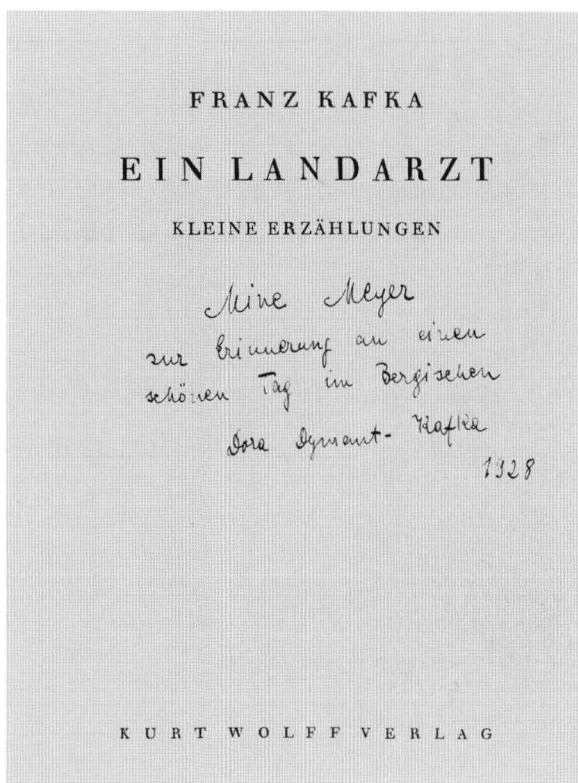 FRANZ KAFKA
EIN LANDARZT
KLEINE ERZÄHLUNGEN
Mine Meyer
zur Erinnerung an einen
schönen Tag im Bergischen
Dora Dymant-Kafka
1928
KURT WOLFF VERLAG